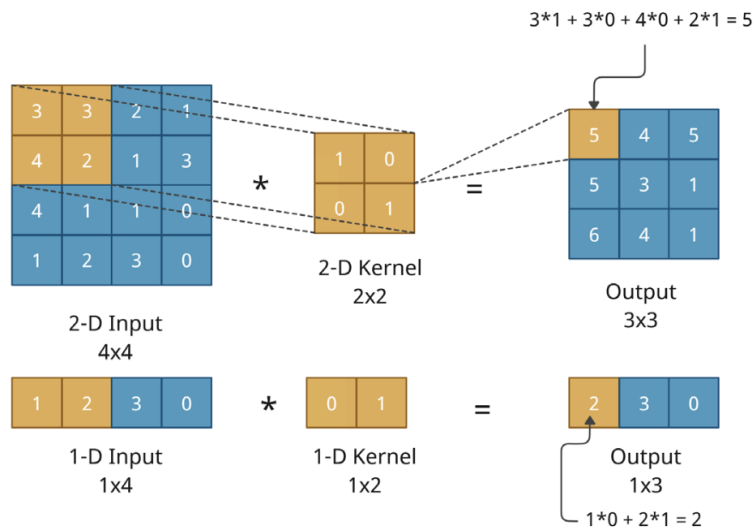 3*1 + 3*0 + 4*0 + 2*1 = 5
3 3 2 1
4 2 1 3
4 1 1 0
1 2 3 0
*
1 0
0 1
=
5 4 5
5 3 1
6 4 1
2-D Input
4x4
2-D Kernel
2x2
Output
3x3
1 2 3 0
*
0 1
=
2 3 0
1-D Input
1x4
1-D Kernel
1x2
Output
1x3
1*0 + 2*1 = 2